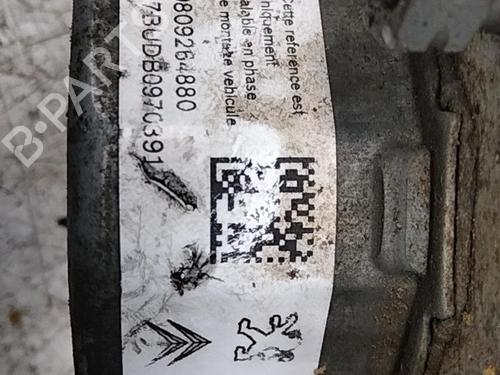 Cette reference est
uniquement
valable en phase
de montage vehicule
9809264880
73UDB0970391
B-PARTS